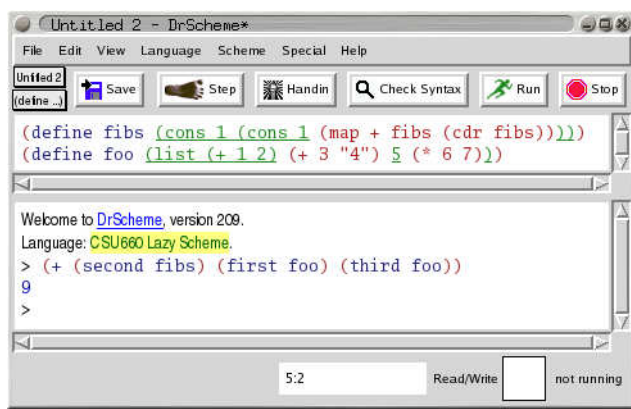 Untitled 2 - DrScheme*
File Edit View Language Scheme Special Help
Untitled 2
(define ...)
Save Step Handin Check Syntax Run Stop
(define fibs (cons 1 (cons 1 (map + fibs (cdr fibs)))))
(define foo (list (+ 1 2) (+ 3 "4") 5 (* 6 7)))
Welcome to DrScheme, version 209.
Language: CSU660 Lazy Scheme.
> (+ (second fibs) (first foo) (third foo))
9
>
5:2 Read/Write not running